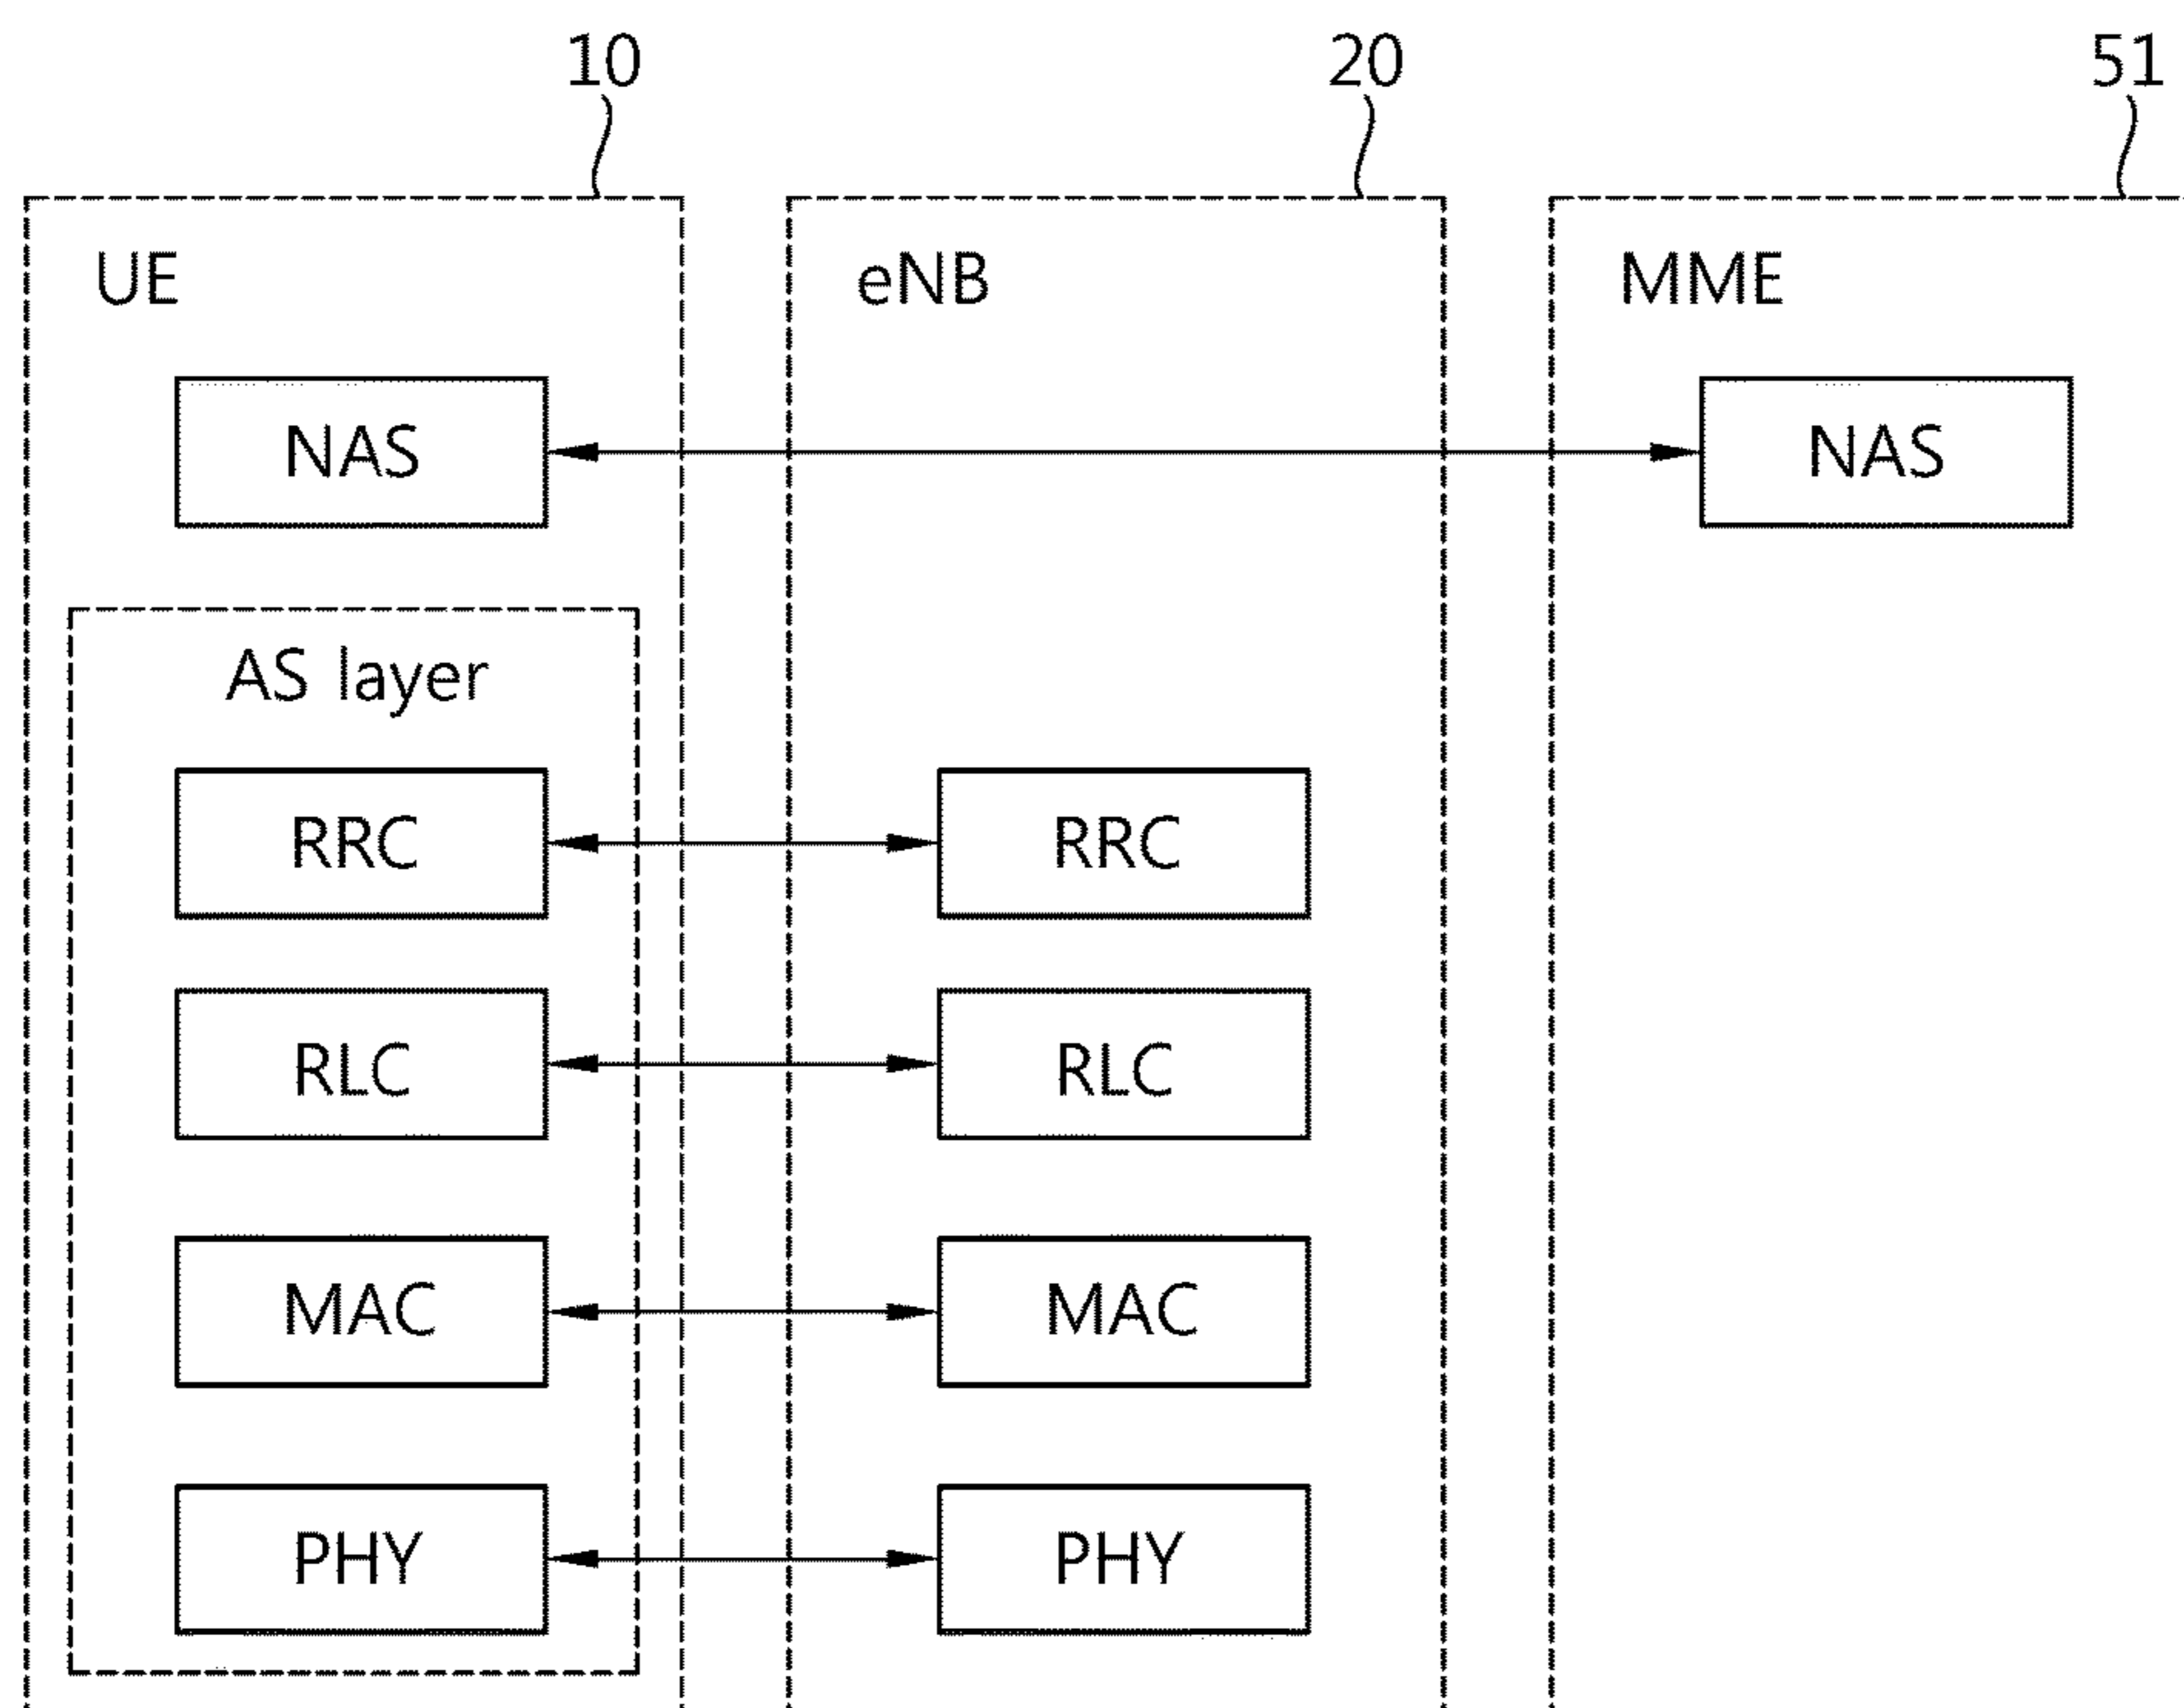 10 20 51
UE eNB MME
NAS NAS
AS layer
RRC RRC
RLC RLC
MAC MAC
PHY PHY